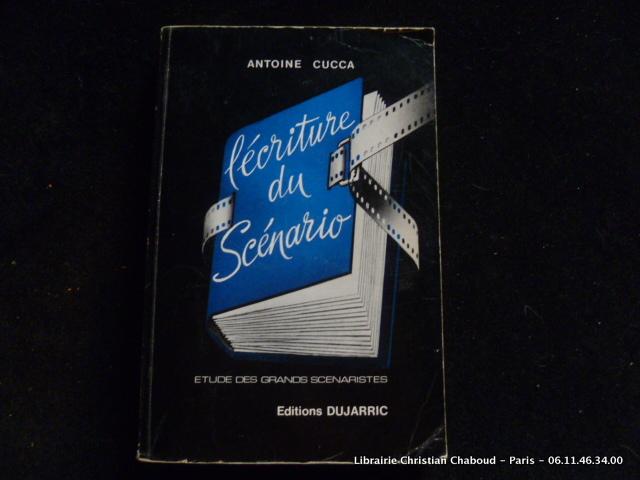 ANTOINE CUCCA
l'écriture
du
Scénario
ETUDE DES GRANDS SCENARISTES
Editions DUJARRIC
Librairie Christian Chaboud - Paris - 06.11.46.34.00